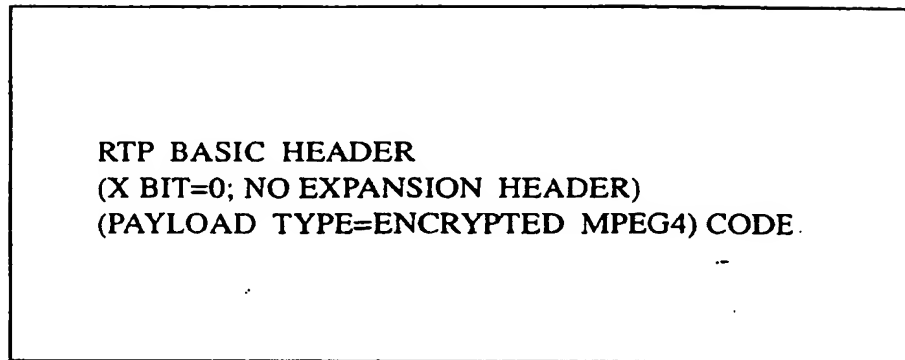 RTP BASIC HEADER
(X BIT=0; NO EXPANSION HEADER)
(PAYLOAD TYPE=ENCRYPTED MPEG4) CODE